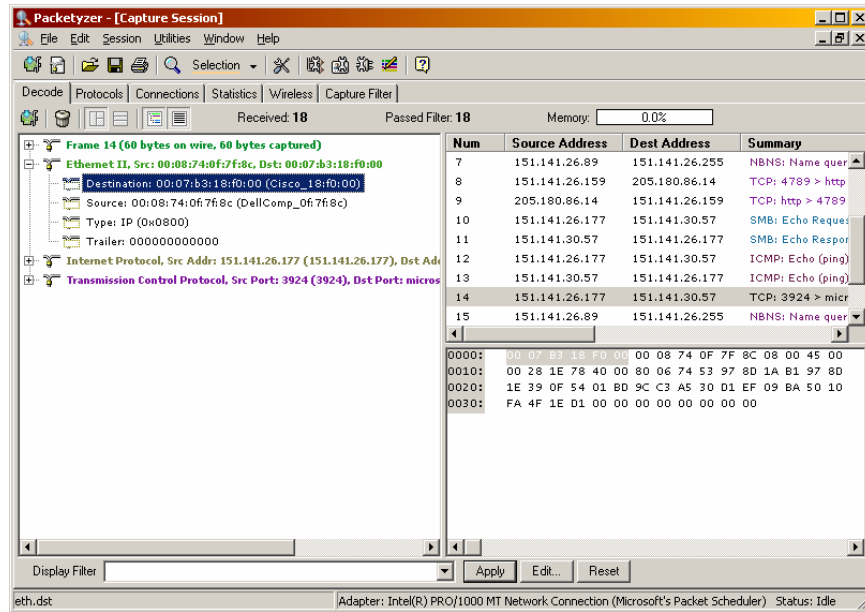 Packetyzer - [Capture Session]
File Edit Session Utilities Window Help
Selection
Decode Protocols Connections Statistics Wireless Capture Filter
Received: 18 Passed Filter: 18 Memory: 0.0%
Frame 14 (60 bytes on wire, 60 bytes captured)
Ethernet II, Src: 00:08:74:0f:7f:8c, Dst: 00:07:b3:18:f0:00
Destination: 00:07:b3:18:f0:00 (Cisco_18:f0:00)
Source: 00:08:74:0f:7f:8c (DellComp_0f:7f:8c)
Type: IP (0x0800)
Trailer: 000000000000
Internet Protocol, Src Addr: 151.141.26.177 (151.141.26.177), Dst Add
Transmission Control Protocol, Src Port: 3924 (3924), Dst Port: micros
Num Source Address Dest Address Summary
7 151.141.26.89 151.141.26.255 NBNS: Name quer
8 151.141.26.159 205.180.86.14 TCP: 4789 > http
9 205.180.86.14 151.141.26.159 TCP: http > 4789
10 151.141.26.177 151.141.30.57 SMB: Echo Reques
11 151.141.30.57 151.141.26.177 SMB: Echo Respor
12 151.141.26.177 151.141.30.57 ICMP: Echo (ping)
13 151.141.30.57 151.141.26.177 ICMP: Echo (ping)
14 151.141.26.177 151.141.30.57 TCP: 3924 > micr
15 151.141.26.89 151.141.26.255 NBNS: Name quer
0000: 00 07 B3 18 F0 00 00 08 74 0F 7F 8C 08 00 45 00
0010: 00 28 1E 78 40 00 80 06 74 53 97 8D 1A B1 97 8D
0020: 1E 39 0F 54 01 BD 9C C3 A5 30 D1 EF 09 BA 50 10
0030: FA 4F 1E D1 00 00 00 00 00 00 00 00
Display Filter Apply Edit... Reset
eth.dst Adapter: Intel(R) PRO/1000 MT Network Connection (Microsoft's Packet Scheduler) Status: Idle